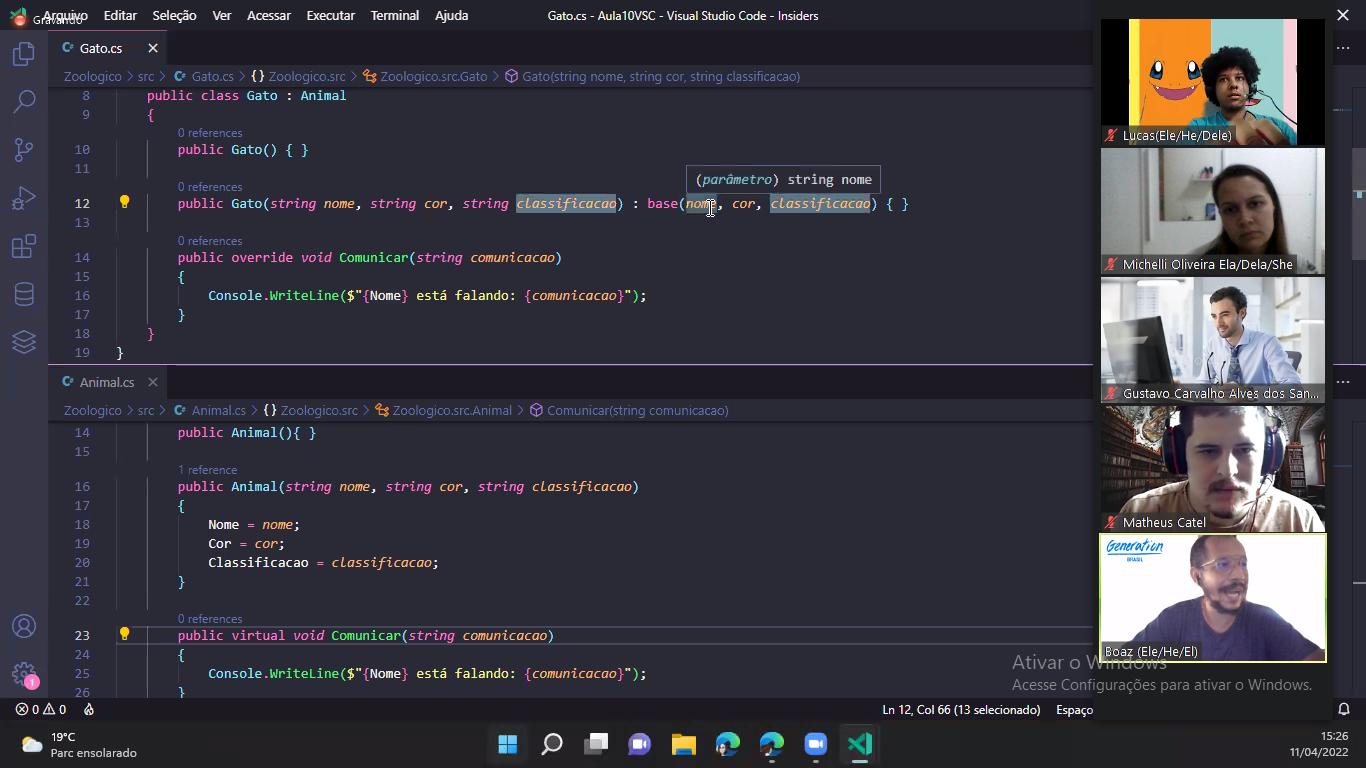 Gravando
Arquivo Editar Seleção Ver Acessar Executar Terminal Ajuda
Gato.cs - Aula10VSC - Visual Studio Code - Insiders
Gato.cs
Zoologico > src > Gato.cs > {} Zoologico.src > Zoologico.src.Gato > Gato(string nome, string cor, string classificacao)
8 public class Gato : Animal
9 {
0 references
10 public Gato() { }
11
0 references
(parâmetro) string nome
12 public Gato(string nome, string cor, string classificacao) : base(nome, cor, classificacao) { }
13
0 references
14 public override void Comunicar(string comunicacao)
15 {
16 Console.WriteLine($"{Nome} está falando: {comunicacao}");
17 }
18 }
19 }
Animal.cs
Zoologico > src > Animal.cs > {} Zoologico.src > Zoologico.src.Animal > Comunicar(string comunicacao)
14 public Animal(){ }
15
1 reference
16 public Animal(string nome, string cor, string classificacao)
17 {
18 Nome = nome;
19 Cor = cor;
20 Classificacao = classificacao;
21 }
22
0 references
23 public virtual void Comunicar(string comunicacao)
24 {
25 Console.WriteLine($"{Nome} está falando: {comunicacao}");
26 }
Lucas(Ele/He/Dele)
Michelli Oliveira Ela/Dela/She
Gustavo Carvalho Alves dos San...
Matheus Catel
Generation
BRASIL
Boaz (Ele/He/El)
Ativar o Windows
Acesse Configurações para ativar o Windows.
1
0 0
Ln 12, Col 66 (13 selecionado) Espaço
19°C
Parc ensolarado
15:26
11/04/2022